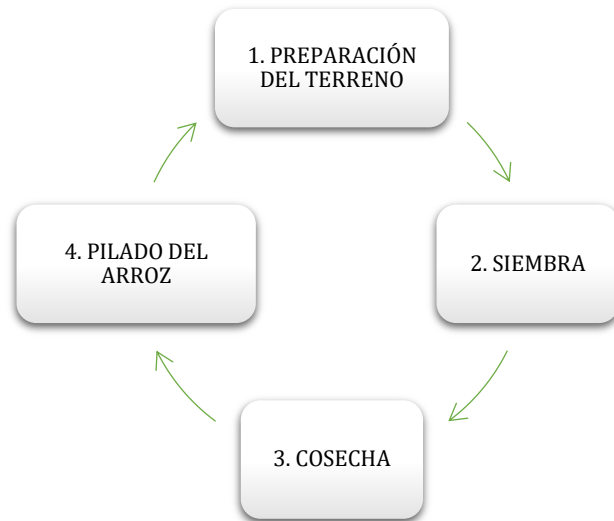 1. PREPARACIÓN
DEL TERRENO
2. SIEMBRA
3. COSECHA
4. PILADO DEL
ARROZ